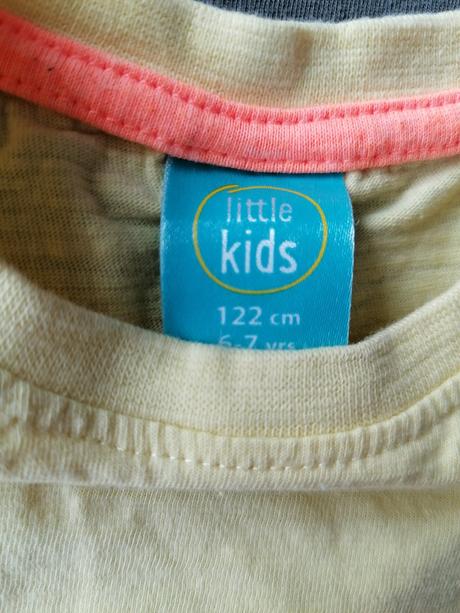 little
kids
122 cm
6-7 yrs